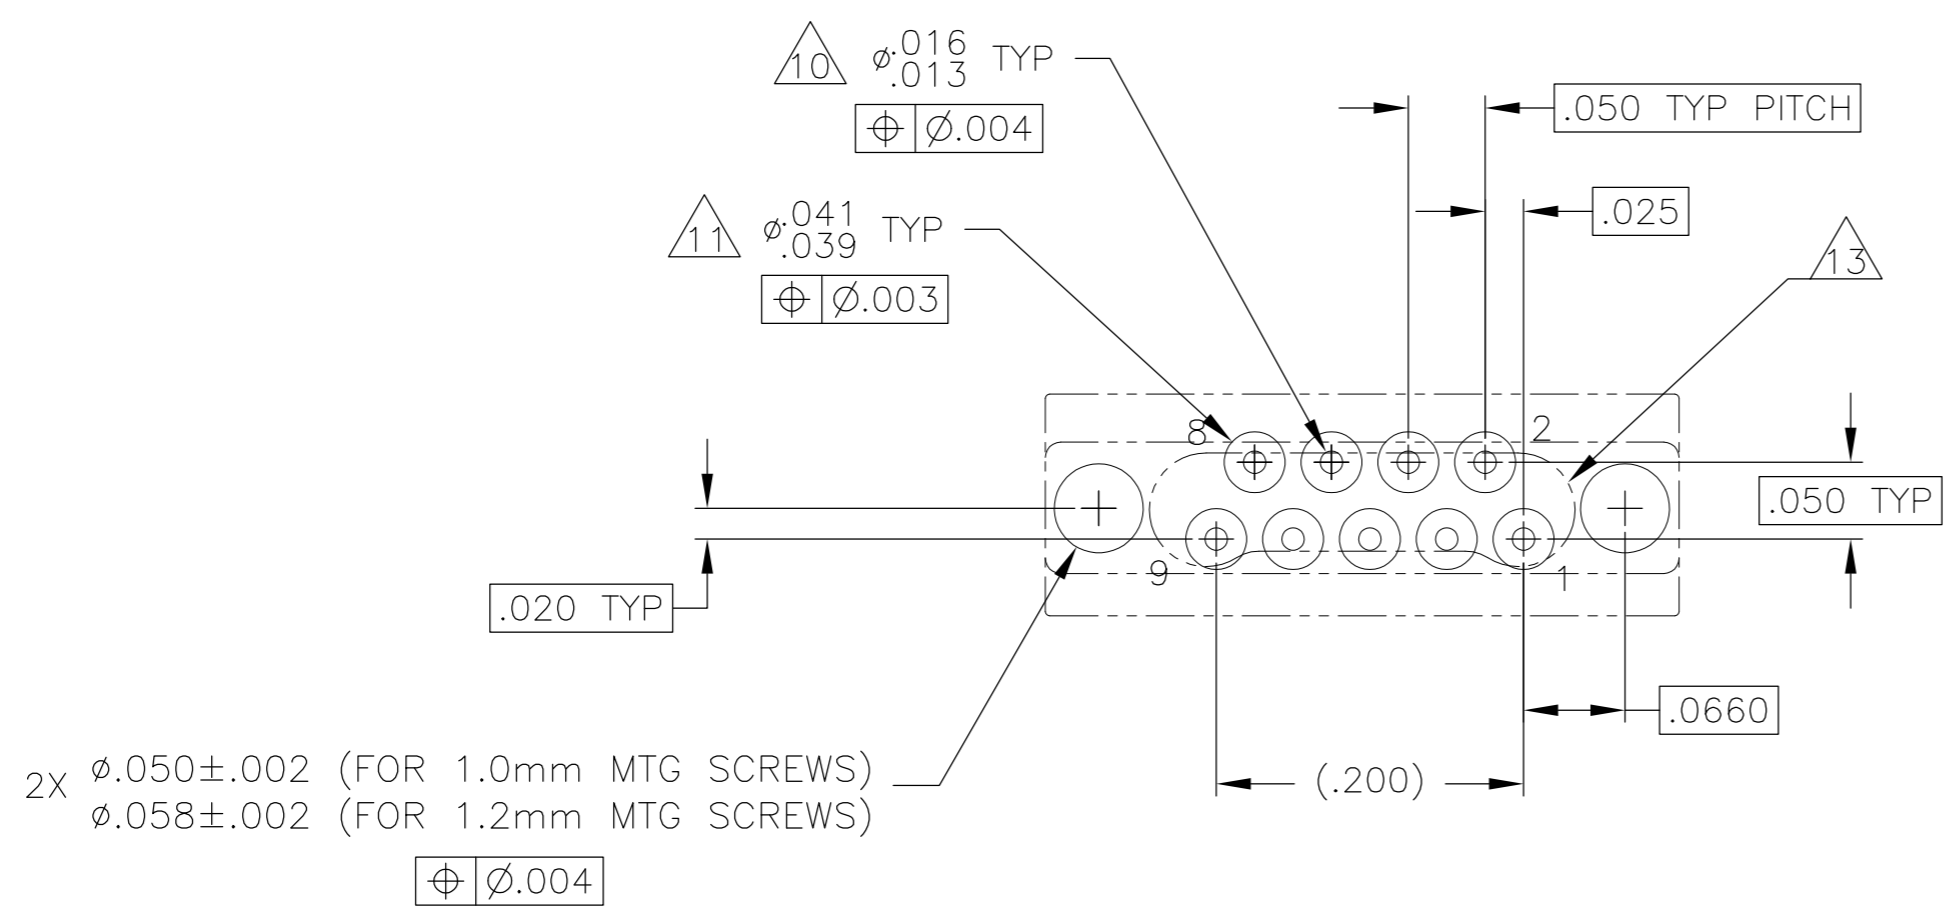 10
⌀.016 TYP
.013
⌖ ⌀.004
.050 TYP PITCH
11
⌀.041 TYP
.039
⌖ ⌀.003
.025
13
8
2
.050 TYP
9
1
.020 TYP
.0660
(.200)
2X ⌀.050±.002 (FOR 1.0mm MTG SCREWS)
⌀.058±.002 (FOR 1.2mm MTG SCREWS)
⌖ ⌀.004